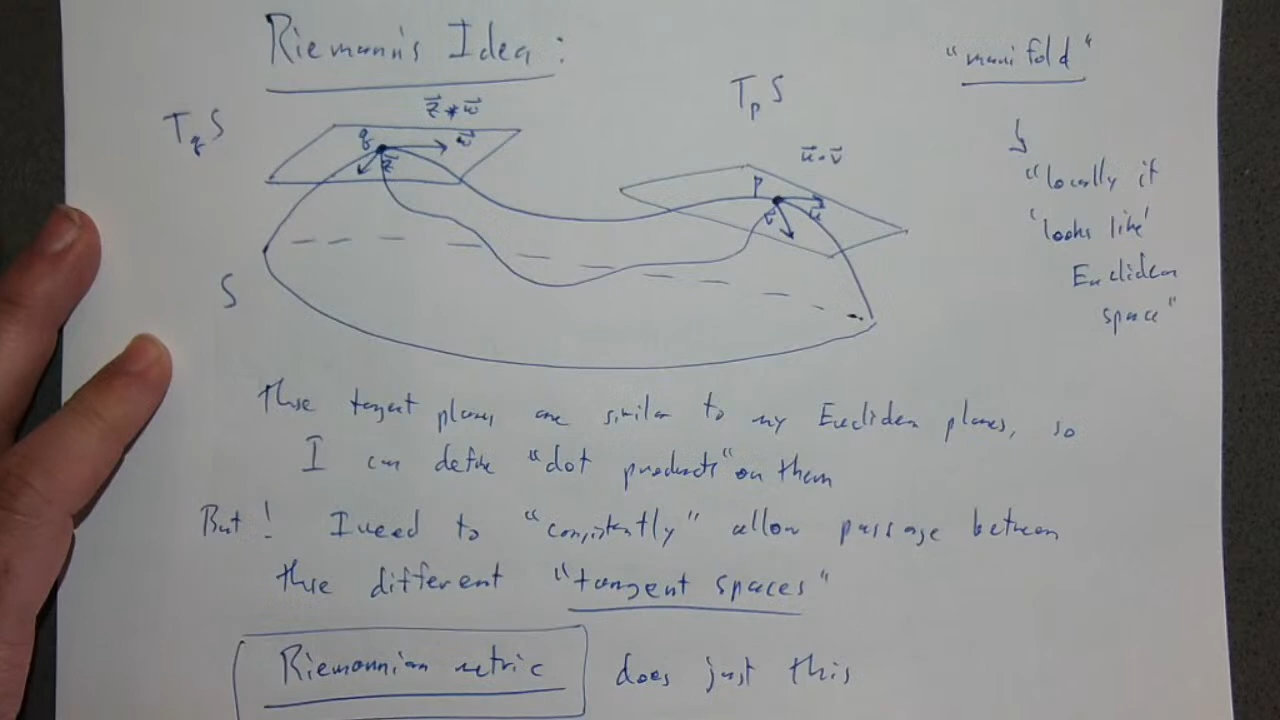 Riemann's Idea:
"manifold"
T_q S
z⃗ * w⃗
T_p S
q
w⃗
z⃗
u⃗ · v⃗
p
u⃗
v⃗
↳
"locally it
'looks like'
Euclidean
space"
S
these tangent planes are similar to my Euclidean planes, so
I can define "dot products" on them
But! I need to "consistently" allow passage between
these different "tangent spaces"
Riemannian metric does just this